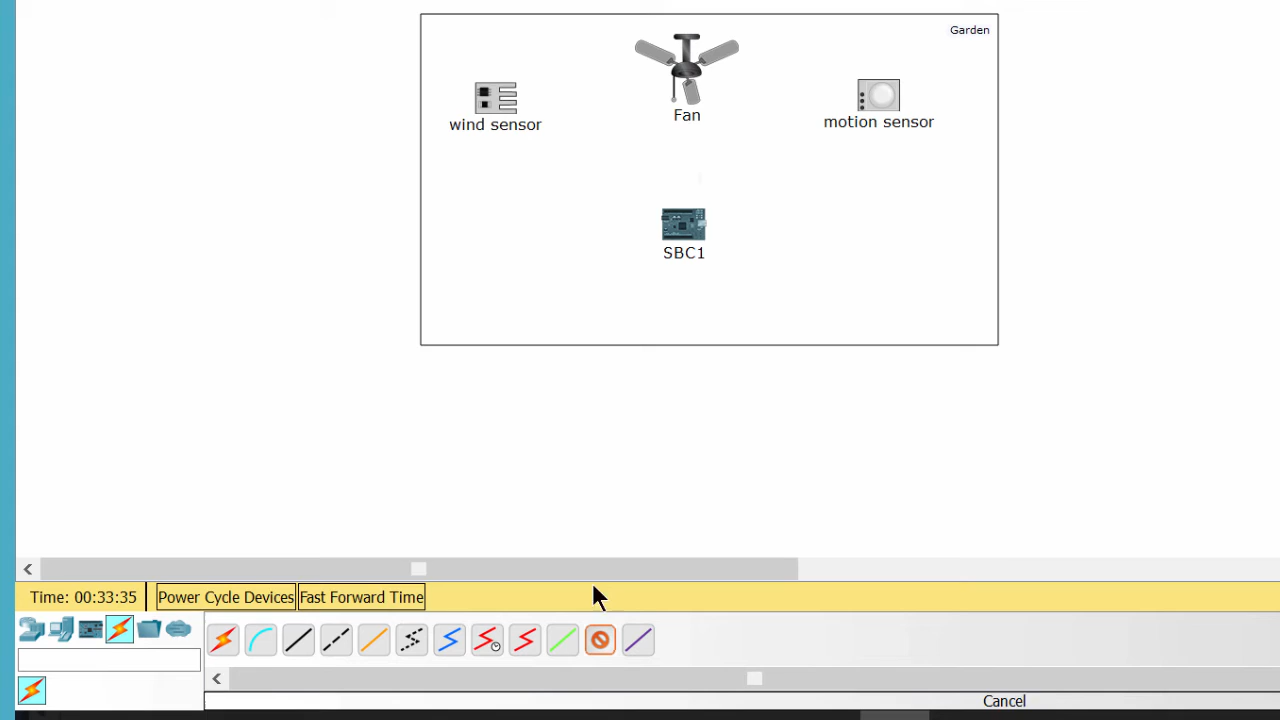 Garden
wind sensor
Fan
motion sensor
SBC1
Time: 00:33:35
Power Cycle Devices
Fast Forward Time
Cancel